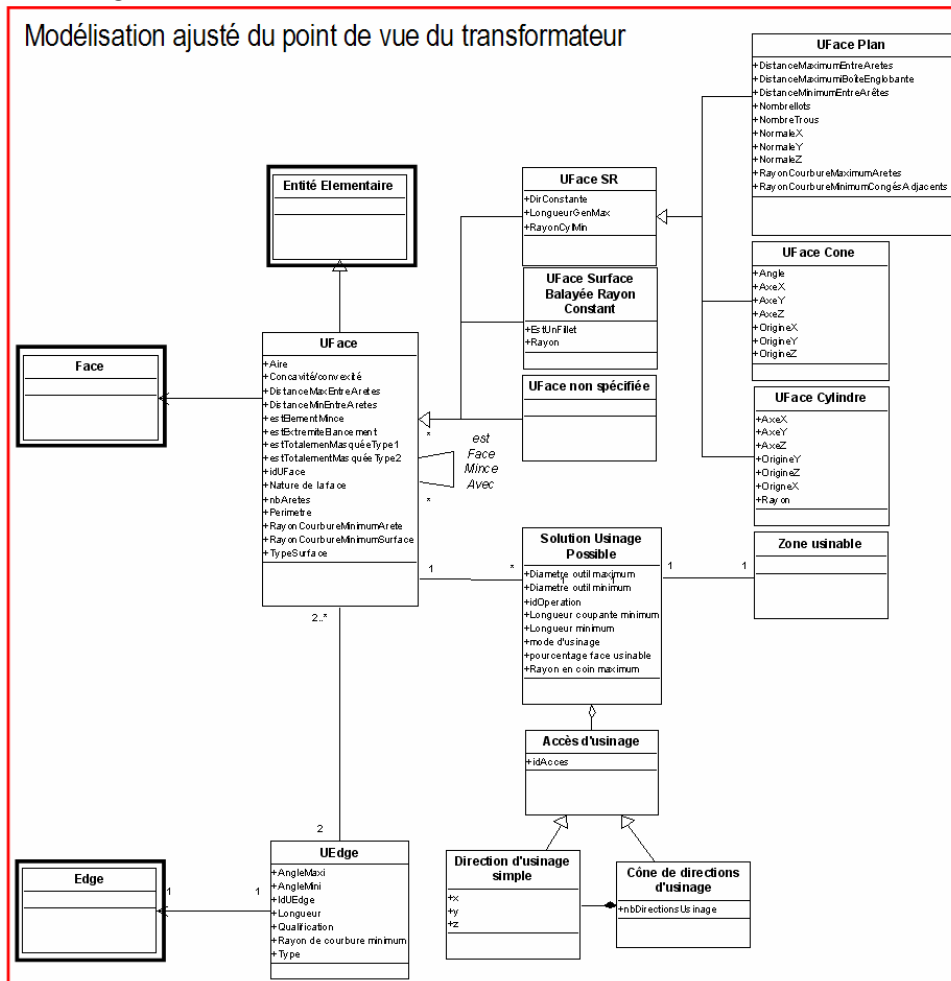 Modélisation ajusté du point de vue du transformateur
UFace Plan
+DistanceMaximumEntreAretes
+DistanceMaximumiBoîteEnglobante
+DistanceMinimumEntreArêtes
+NombreIlots
+NombreTrous
+NormaleX
+NormaleY
+NormaleZ
+RayonCourbureMaximumAretes
+RayonCourbureMinimumCongésAdjacents
Entité Elementaire
UFace SR
+DirConstante
+LongueurGenMax
+RayonCylMin
UFace Surface
Balayée Rayon
Constant
+EstUnFillet
+Rayon
UFace Cone
+Angle
+AxeX
+AxeY
+AxeZ
+OrigineX
+OrigineY
+OrigineZ
UFace
+Aire
+Concavité/convexité
+DistanceMaxEntreAretes
+DistanceMinEntreAretes
+estElementMince
+estExtremiteElancement
+estTotalementMasquéeType1
+estTotalementMasquéeType2
+idUFace
+Nature de la face
+nbAretes
+Perimetre
+RayonCourbureMinimumArete
+RayonCourbureMinimumSurface
+TypeSurface
Face
UFace non spécifiée
UFace Cylindre
+AxeX
+AxeY
+AxeZ
+OrigineY
+OrigineZ
+OrigneX
+Rayon
*
est
Face
Mince
Avec
*
Solution Usinage
Possible
+Diametre outil maximum
+Diametre outil minimum
+idOperation
+Longueur coupante minimum
+Longueur minimum
+mode d'usinage
+pourcentage face usinable
+Rayon en coin maximum
1 *
1 1
1 1
Zone usinable
2..*
Accès d'usinage
+idAcces
2
UEdge
+AngleMaxi
+AngleMini
+IdUEdge
+Longueur
+Qualification
+Rayon de courbure minimum
+Type
Edge
1 1
Direction d'usinage
simple
+x
+y
+z
Cône de directions
d'usinage
+nbDirectionsUsinage